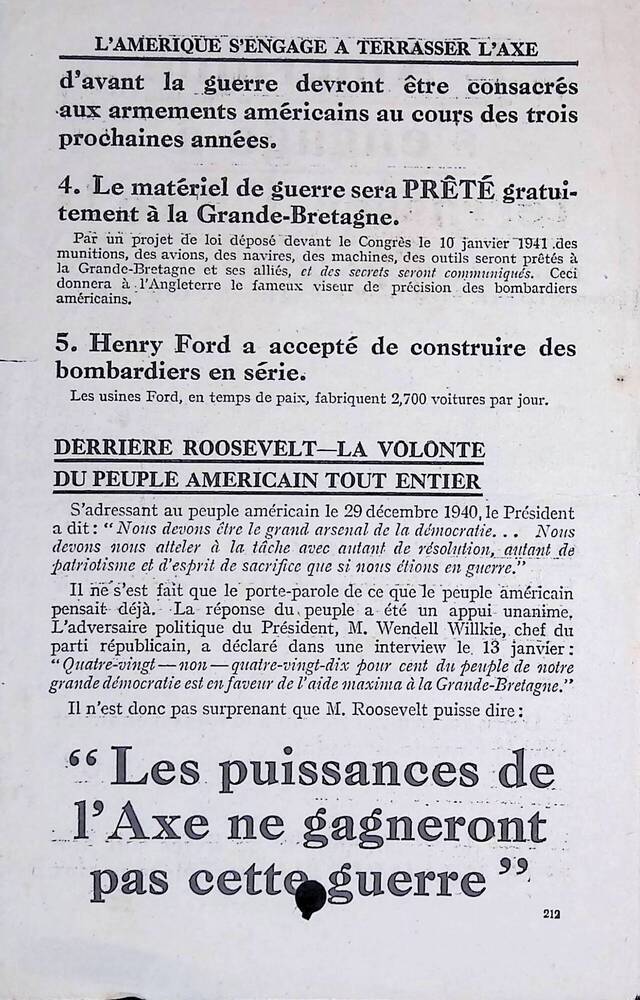 L'AMERIQUE S'ENGAGE A TERRASSER L'AXE
d'avant la guerre devront être consacrés
aux armements américains au cours des trois
prochaines années.
4. Le matériel de guerre sera PRÊTÉ gratui-
tement à la Grande-Bretagne.
Par un projet de loi déposé devant le Congrès le 10 janvier 1941 des
munitions, des avions, des navires, des machines, des outils seront prêtés à
la Grande-Bretagne et ses alliés, et des secrets seront communiqués. Ceci
donnera à l'Angleterre le fameux viseur de précision des bombardiers
américains.
5. Henry Ford a accepté de construire des
bombardiers en série.
Les usines Ford, en temps de paix, fabriquent 2,700 voitures par jour.
DERRIERE ROOSEVELT—LA VOLONTE
DU PEUPLE AMERICAIN TOUT ENTIER
S'adressant au peuple américain le 29 décembre 1940, le Président
a dit : “Nous devons être le grand arsenal de la démocratie. . . Nous
devons nous atteler à la tâche avec autant de résolution, autant de
patriotisme et d'esprit de sacrifice que si nous étions en guerre.”
Il ne s'est fait que le porte-parole de ce que le peuple américain
pensait déjà. La réponse du peuple a été un appui unanime.
L'adversaire politique du Président, M. Wendell Willkie, chef du
parti républicain, a déclaré dans une interview le 13 janvier :
“Quatre-vingt—non—quatre-vingt-dix pour cent du peuple de notre
grande démocratie est en faveur de l'aide maxima à la Grande-Bretagne.”
Il n'est donc pas surprenant que M. Roosevelt puisse dire :
“Les puissances de
l'Axe ne gagneront
pas cette guerre”
212